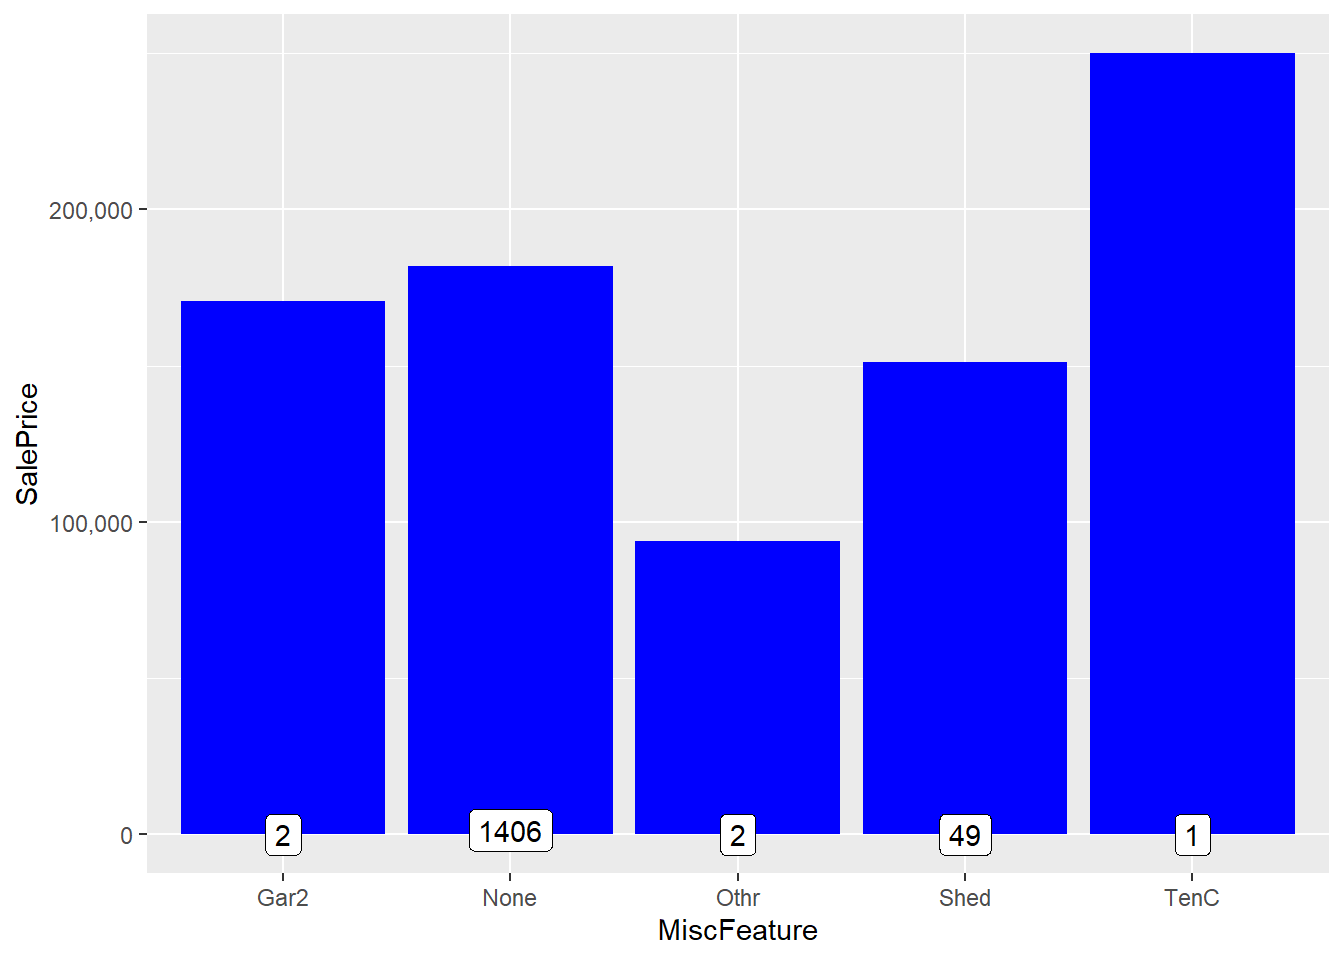 SalePrice
200,000
100,000
0
2
1406
2
49
1
Gar2
None
Othr
Shed
TenC
MiscFeature